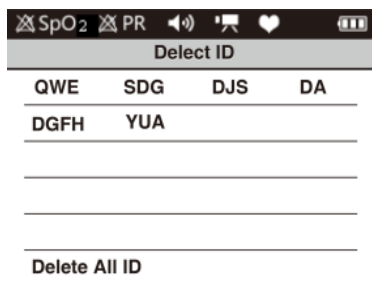 SpO2 PR
Delect ID
QWE SDG DJS DA
DGFH YUA
Delete All ID